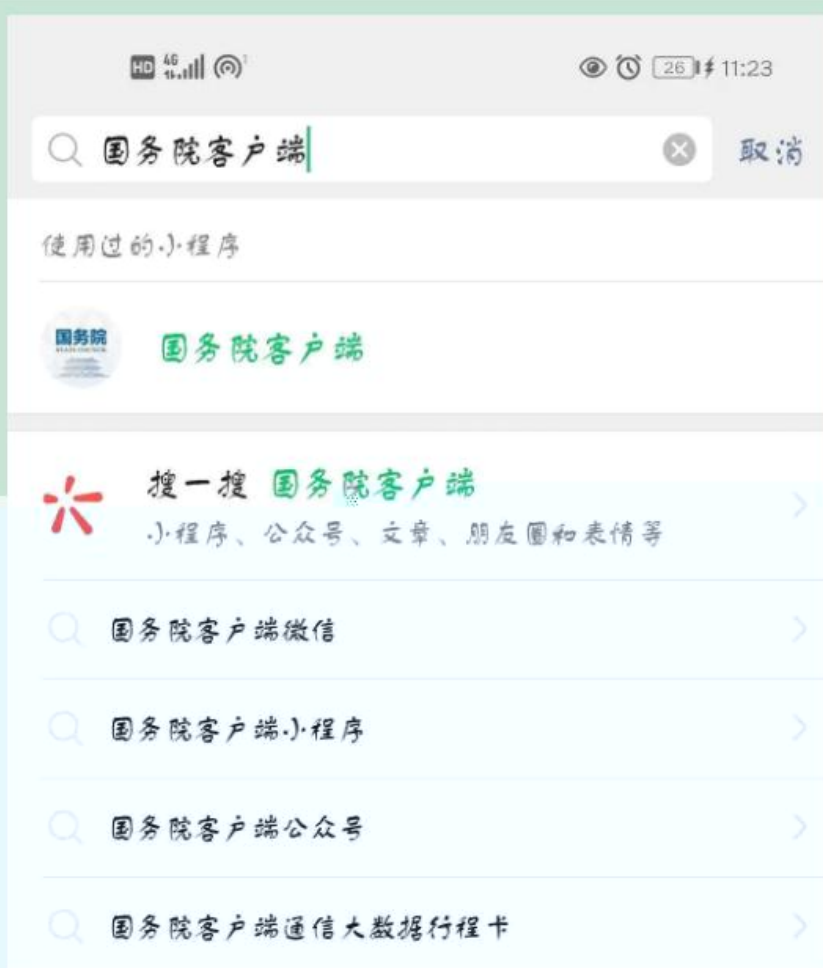 HD 4G 26 11:23
国务院客户端 取消
使用过的小程序
国务院
国务院客户端
搜一搜 国务院客户端
小程序、公众号、文章、朋友圈和表情等
国务院客户端微信
国务院客户端小程序
国务院客户端公众号
国务院客户端通信大数据行程卡